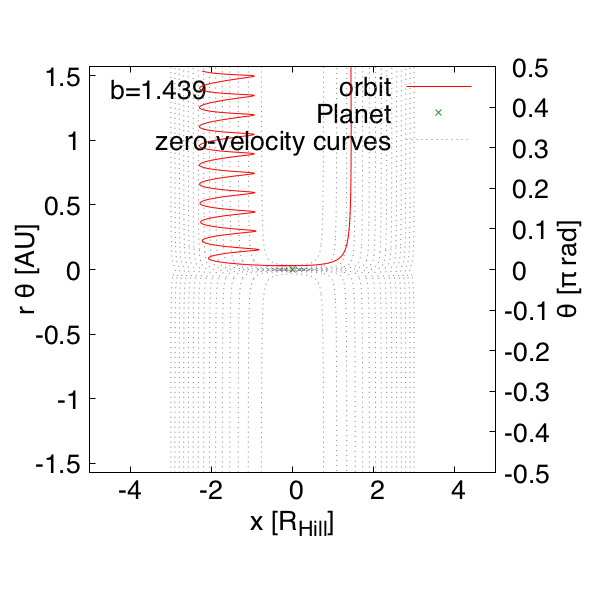 b=1.439
orbit
Planet
zero-velocity curves
r θ [AU]
1.5
1
0.5
0
-0.5
-1
-1.5
0.5
0.4
0.3
0.2
0.1
0
-0.1
-0.2
-0.3
-0.4
-0.5
θ [π rad]
-4 -2 0 2 4
x [R_Hill]